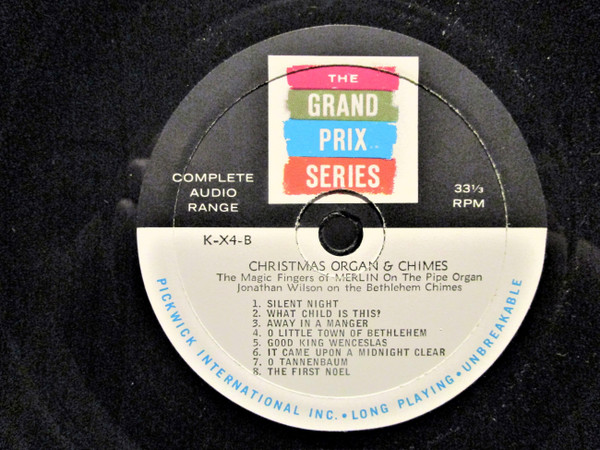 THE
GRAND
PRIX
SERIES
COMPLETE
AUDIO
RANGE
33⅓
RPM
K-X4-B
CHRISTMAS ORGAN & CHIMES
The Magic Fingers of MERLIN On The Pipe Organ
Jonathan Wilson on the Bethlehem Chimes
1. SILENT NIGHT
2. WHAT CHILD IS THIS?
3. AWAY IN A MANGER
4. O LITTLE TOWN OF BETHLEHEM
5. GOOD KING WENCESLAS
6. IT CAME UPON A MIDNIGHT CLEAR
7. O TANNENBAUM
8. THE FIRST NOEL
PICKWICK INTERNATIONAL INC. • LONG PLAYING • UNBREAKABLE